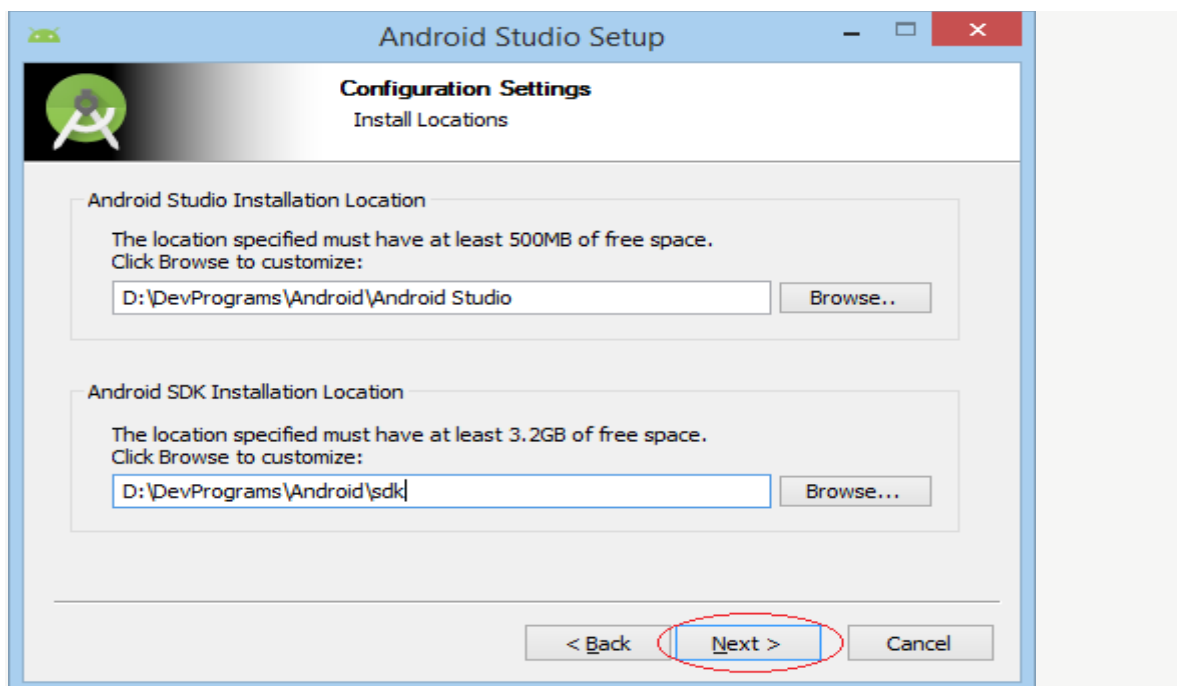 Android Studio Setup
Configuration Settings
Install Locations
Android Studio Installation Location
The location specified must have at least 500MB of free space.
Click Browse to customize:
D:\DevPrograms\Android\Android Studio
Browse..
Android SDK Installation Location
The location specified must have at least 3.2GB of free space.
Click Browse to customize:
D:\DevPrograms\Android\sdk
Browse...
< Back
Next >
Cancel